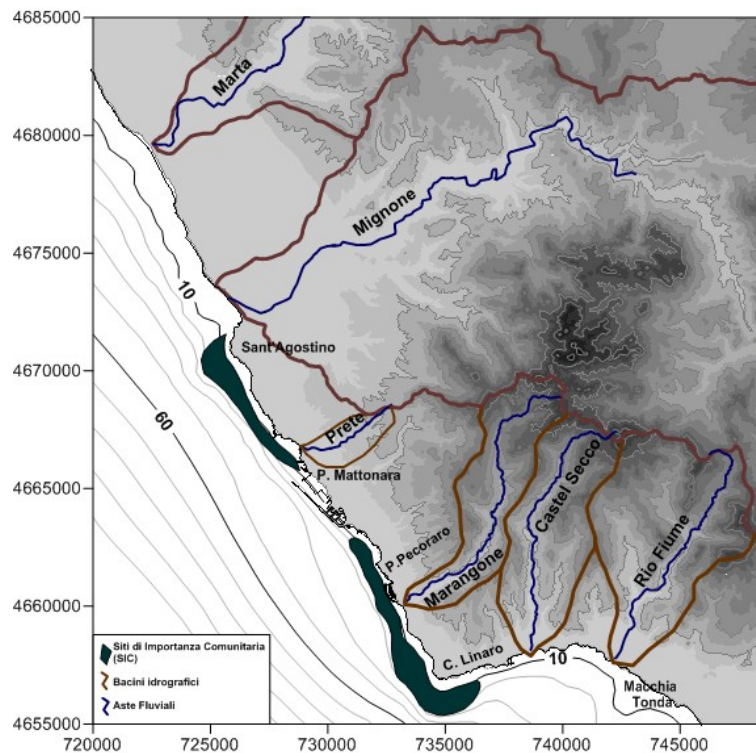 4685000
4680000
4675000
4670000
4665000
4660000
4655000
720000
725000
730000
735000
740000
745000
Marta
Mignone
10
Sant'Agostino
60
Prete
P. Mattonara
P.Pecoraro
Marangone
Castel Secco
Rio Fiume
C. Linaro
10
Macchia
Tonda
Siti di Importanza Comunitaria
(SIC)
Bacini idrografici
Aste Fluviali